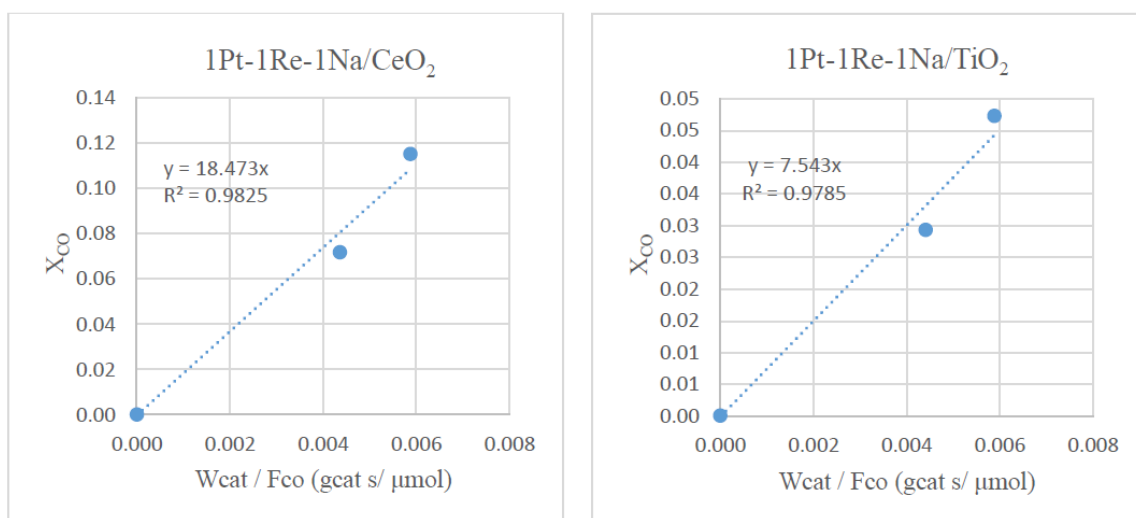 1Pt-1Re-1Na/CeO₂
0.14
0.12
0.10
0.08
0.06
0.04
0.02
0.00
X_CO
y = 18.473x
R² = 0.9825
0.000 0.002 0.004 0.006 0.008
Wcat / Fco (gcat s/ μmol)
1Pt-1Re-1Na/TiO₂
0.05
0.05
0.04
0.04
0.03
0.03
0.02
0.02
0.01
0.01
0.00
X_CO
y = 7.543x
R² = 0.9785
0.000 0.002 0.004 0.006 0.008
Wcat / Fco (gcat s/ μmol)